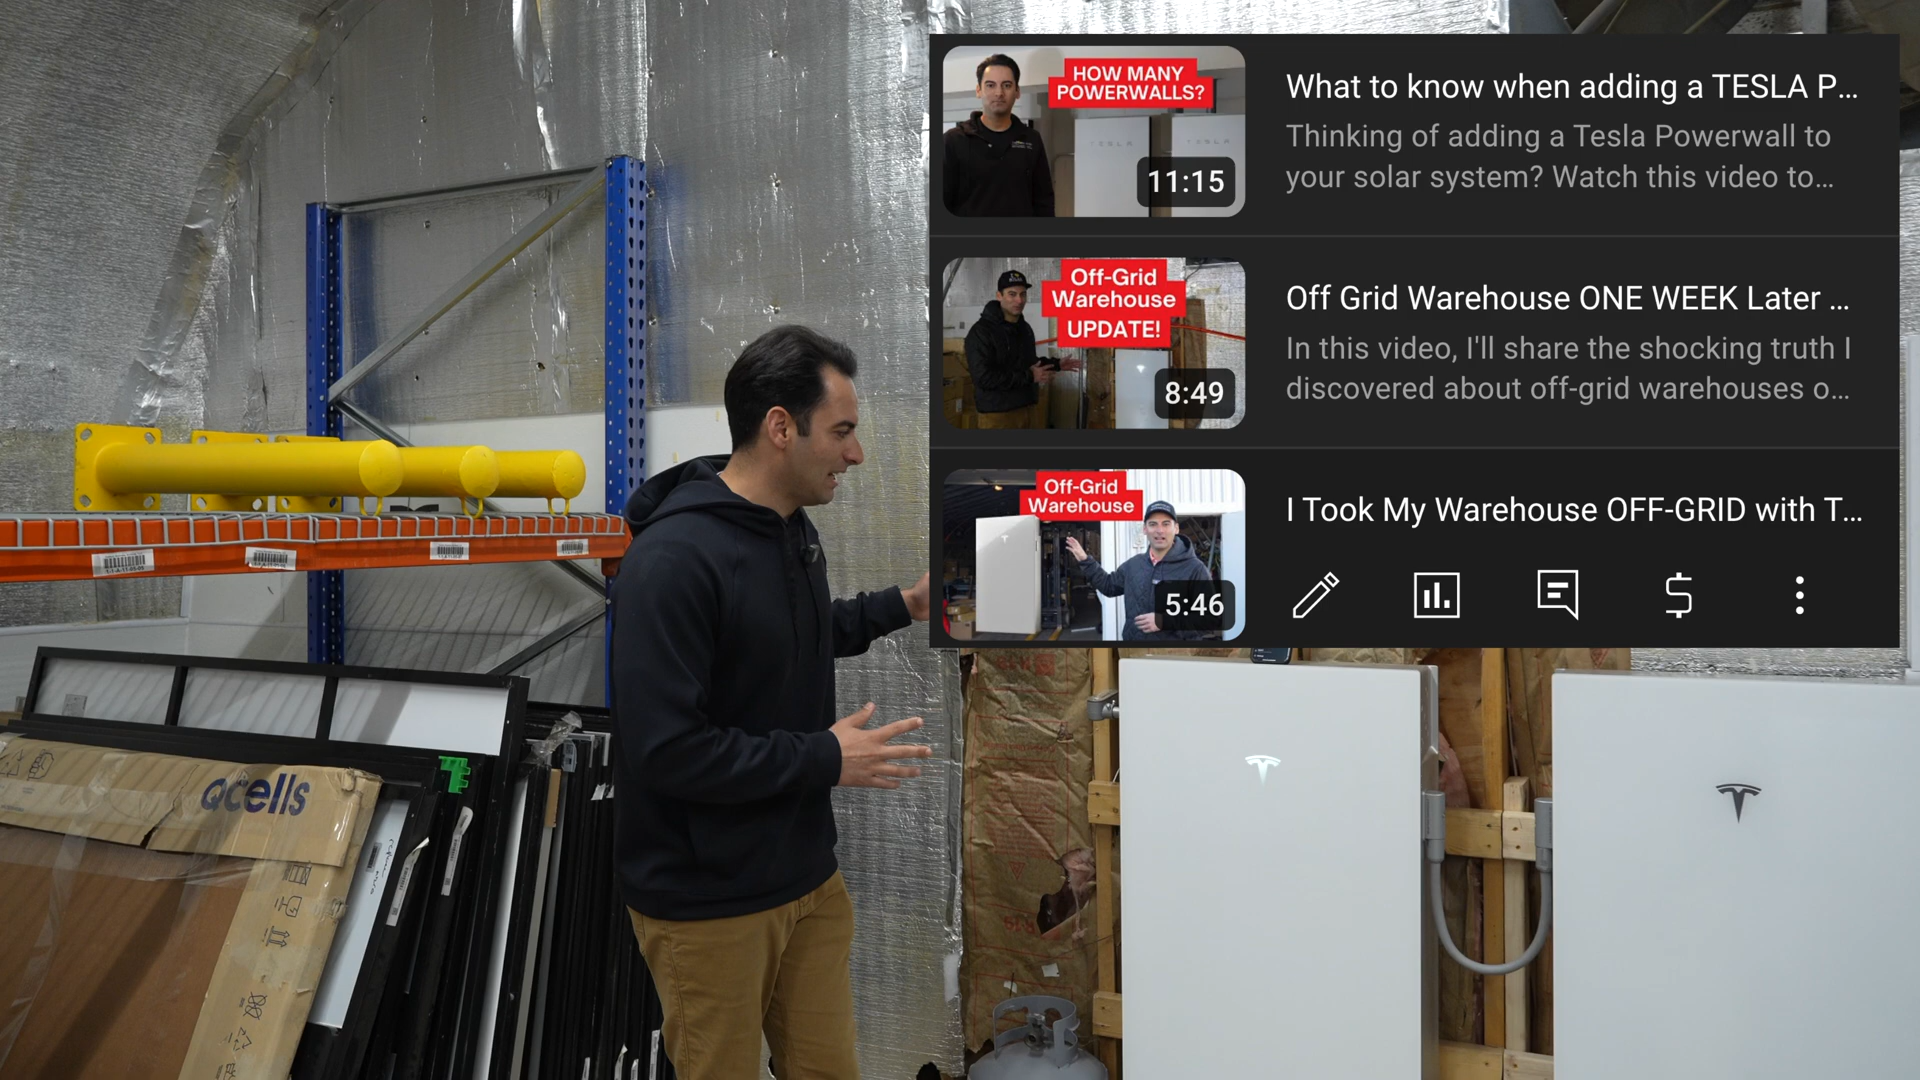 HOW MANY
POWERWALLS?
TESLA
TESLA
11:15
What to know when adding a TESLA P...
Thinking of adding a Tesla Powerwall to
your solar system? Watch this video to...
Off-Grid
Warehouse
UPDATE!
8:49
Off Grid Warehouse ONE WEEK Later ...
In this video, I'll share the shocking truth I
discovered about off-grid warehouses o...
Off-Grid
Warehouse
5:46
I Took My Warehouse OFF-GRID with T...
Qcells